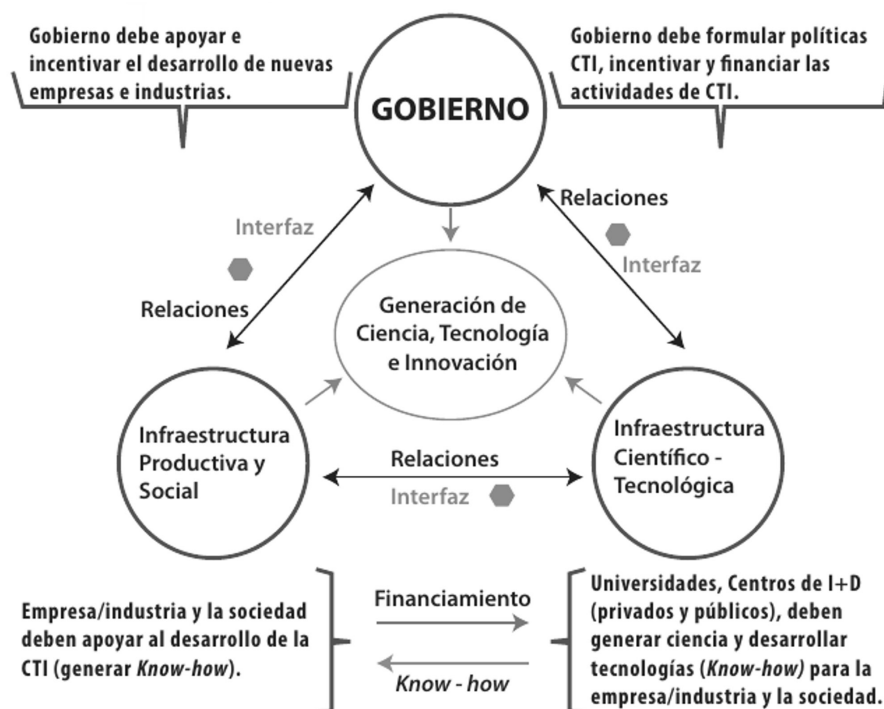 Gobierno debe apoyar e
incentivar el desarrollo de nuevas
empresas e industrias.
GOBIERNO
Gobierno debe formular políticas
CTI, incentivar y financiar las
actividades de CTI.
Interfaz
Relaciones
Relaciones
Interfaz
Generación de
Ciencia, Tecnología
e Innovación
Infraestructura
Productiva y
Social
Relaciones
Interfaz
Infraestructura
Científico -
Tecnológica
Empresa/industria y la sociedad
deben apoyar al desarrollo de la
CTI (generar Know-how).
Financiamiento
Know - how
Universidades, Centros de I+D
(privados y públicos), deben
generar ciencia y desarrollar
tecnologías (Know-how) para la
empresa/industria y la sociedad.